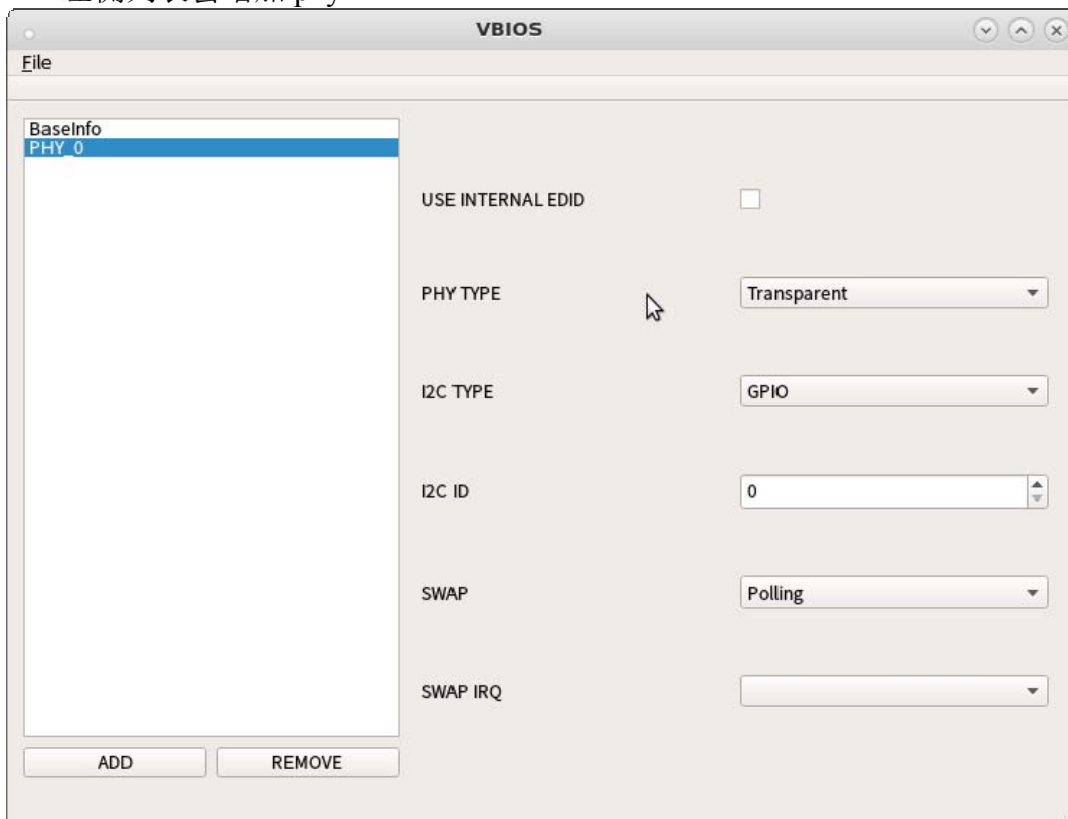 VBIOS
File
BaseInfo
PHY_0
USE INTERNAL EDID
PHY TYPE
Transparent
I2C TYPE
GPIO
I2C ID
0
SWAP
Polling
SWAP IRQ
ADD
REMOVE